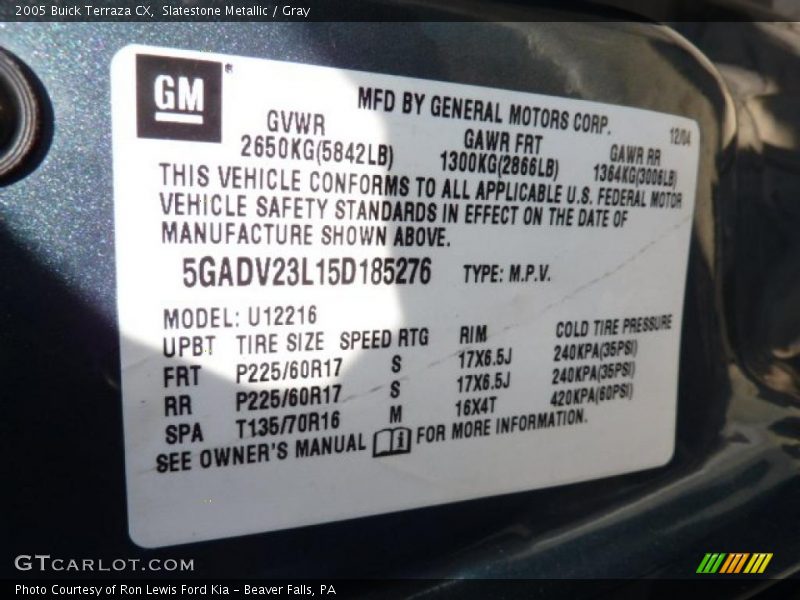 2005 Buick Terraza CX, Slatestone Metallic / Gray
GM
MFD BY GENERAL MOTORS CORP.
12/04
GVWR GAWR FRT GAWR RR
2650KG(5842LB) 1300KG(2866LB) 1364KG(3006LB)
THIS VEHICLE CONFORMS TO ALL APPLICABLE U.S. FEDERAL MOTOR
VEHICLE SAFETY STANDARDS IN EFFECT ON THE DATE OF
MANUFACTURE SHOWN ABOVE.
5GADV23L15D185276 TYPE: M.P.V.
MODEL: U12216
UPBT TIRE SIZE SPEED RTG RIM COLD TIRE PRESSURE
FRT P225/60R17 S 17X6.5J 240KPA(35PSI)
RR P225/60R17 S 17X6.5J 240KPA(35PSI)
SPA T135/70R16 M 16X4T 420KPA(60PSI)
SEE OWNER'S MANUAL FOR MORE INFORMATION.
GTCARLOT.COM
Photo Courtesy of Ron Lewis Ford Kia - Beaver Falls, PA